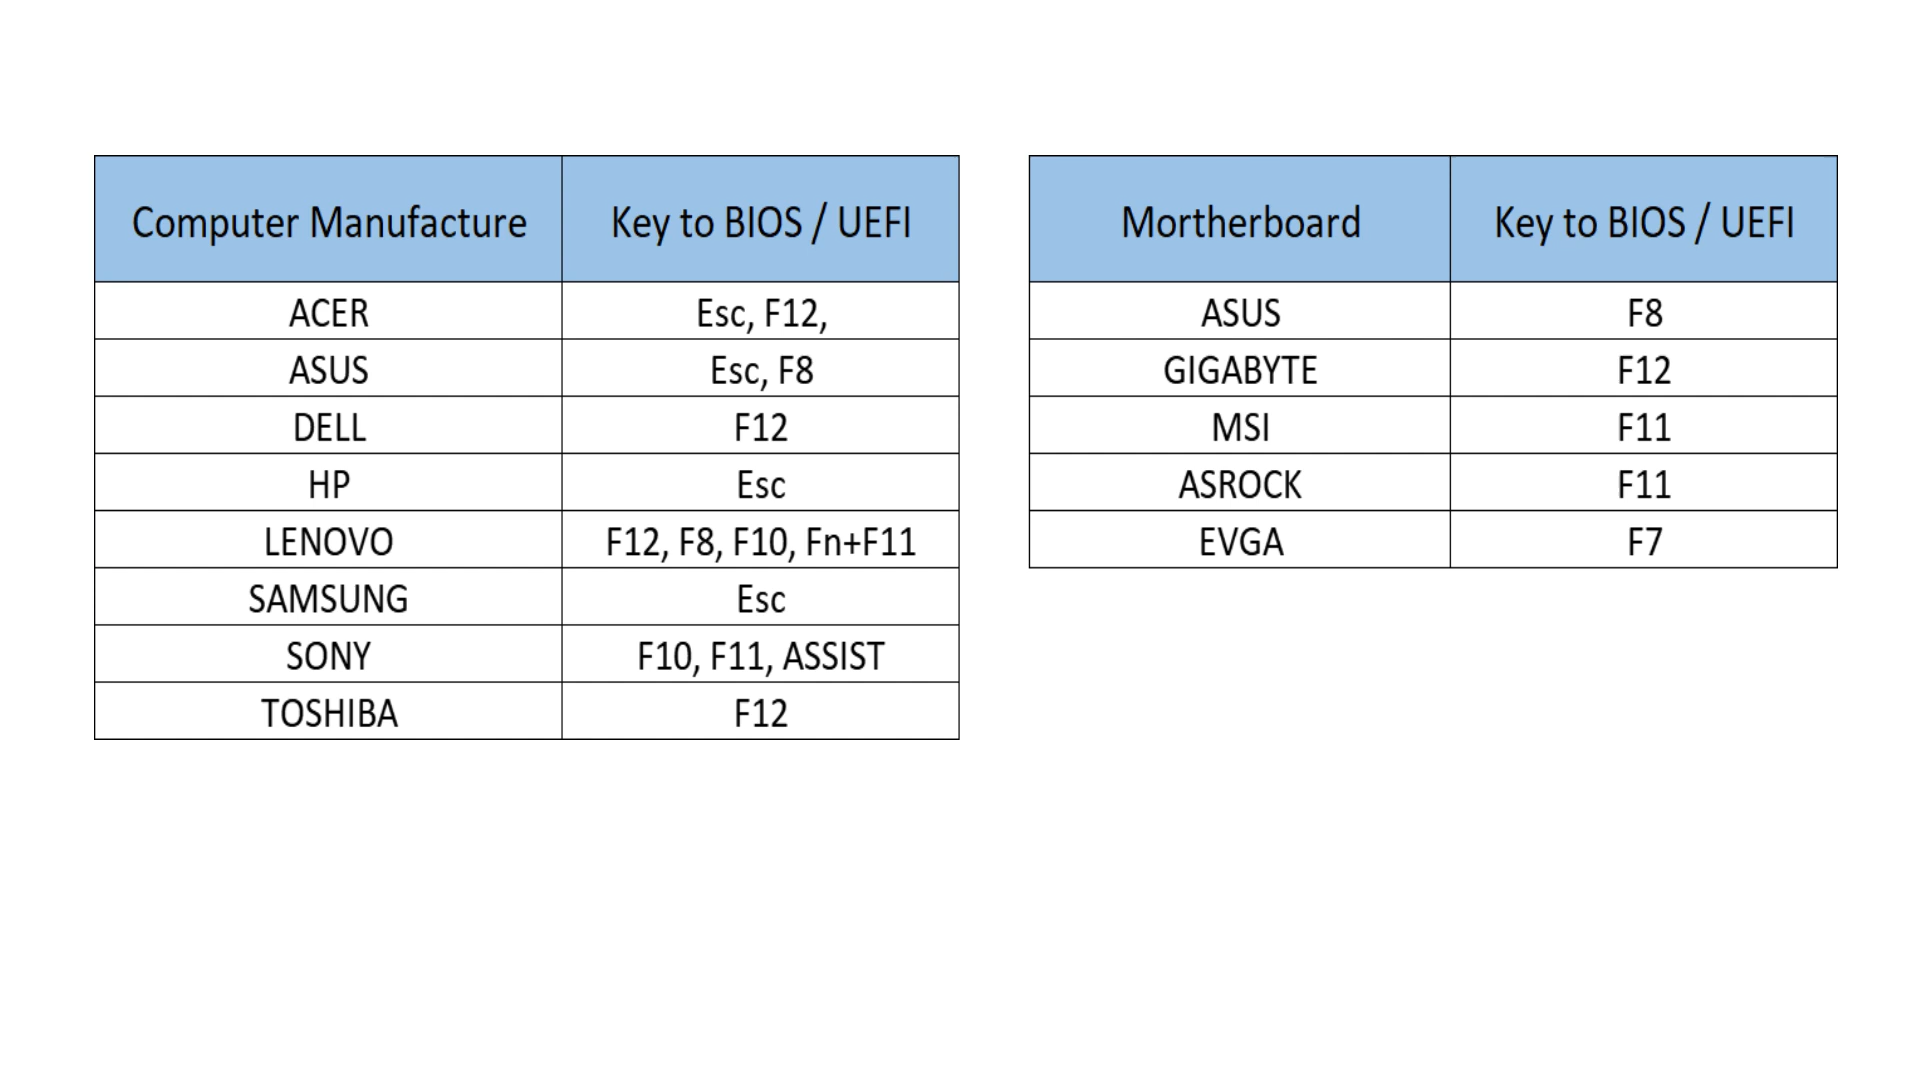 Computer Manufacture Key to BIOS / UEFI
ACER Esc, F12,
ASUS Esc, F8
DELL F12
HP Esc
LENOVO F12, F8, F10, Fn+F11
SAMSUNG Esc
SONY F10, F11, ASSIST
TOSHIBA F12
Mortherboard Key to BIOS / UEFI
ASUS F8
GIGABYTE F12
MSI F11
ASROCK F11
EVGA F7